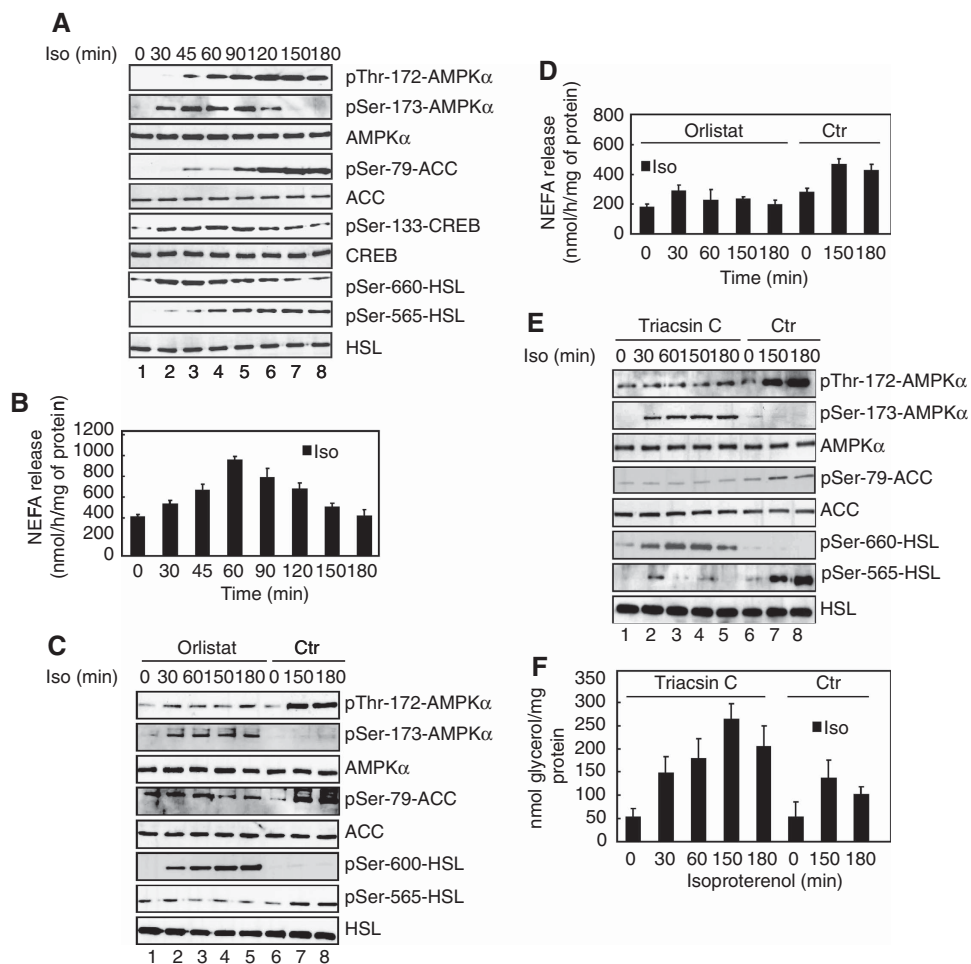 A
Iso (min) 0 30 45 60 90 120 150 180
pThr-172-AMPKα
pSer-173-AMPKα
AMPKα
pSer-79-ACC
ACC
pSer-133-CREB
CREB
pSer-660-HSL
pSer-565-HSL
HSL
1 2 3 4 5 6 7 8
B
NEFA release
(nmol/h/mg of protein)
1200
1000
800
600
400
200
0
Iso
0 30 45 60 90 120 150 180
Time (min)
C
Orlistat Ctr
Iso (min) 0 30 60 150 180 0 150 180
pThr-172-AMPKα
pSer-173-AMPKα
AMPKα
pSer-79-ACC
ACC
pSer-600-HSL
pSer-565-HSL
HSL
1 2 3 4 5 6 7 8
D
NEFA release
(nmol/h/mg of protein)
800
600
400
200
0
Orlistat Ctr
Iso
0 30 60 150 180 0 150 180
Time (min)
E
Triacsin C Ctr
Iso (min) 0 30 60 150 180 0 150 180
pThr-172-AMPKα
pSer-173-AMPKα
AMPKα
pSer-79-ACC
ACC
pSer-660-HSL
pSer-565-HSL
HSL
1 2 3 4 5 6 7 8
F
nmol glycerol/mg
protein
300
250
200
150
100
50
0
Triacsin C Ctr
Iso
0 30 60 150 180 0 150 180
Isoproterenol (min)